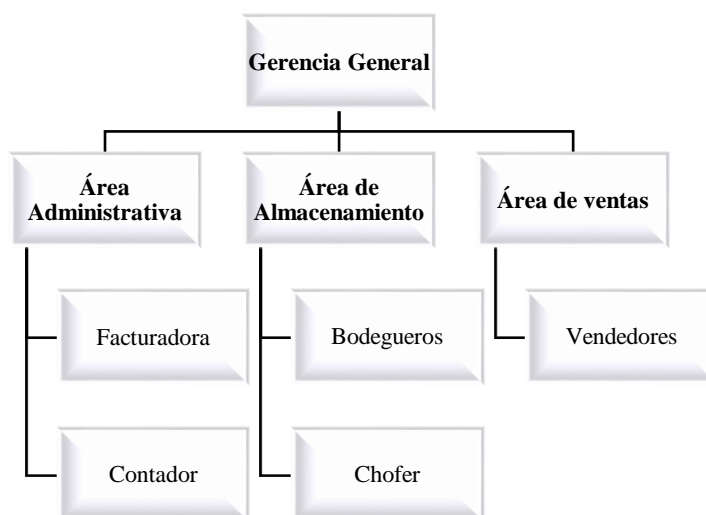 Gerencia General
Área
Administrativa
Área de
Almacenamiento
Área de ventas
Facturadora
Bodegueros
Vendedores
Contador
Chofer